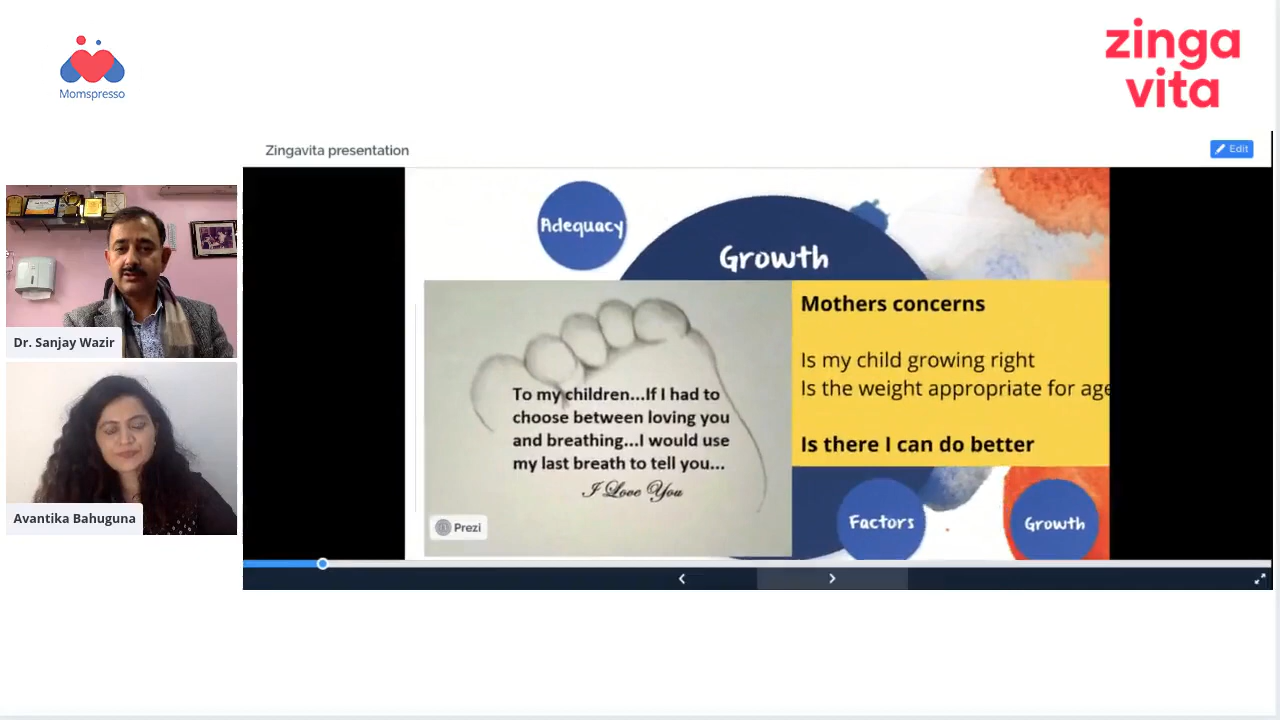 Momspresso
zinga
vita
Zingavita presentation
Edit
Dr. Sanjay Wazir
Avantika Bahuguna
Adequacy
Growth
To my children...If I had to
choose between loving you
and breathing...I would use
my last breath to tell you...
I Love You
Prezi
Mothers concerns
Is my child growing right
Is the weight appropriate for age
Is there I can do better
Factors
Growth